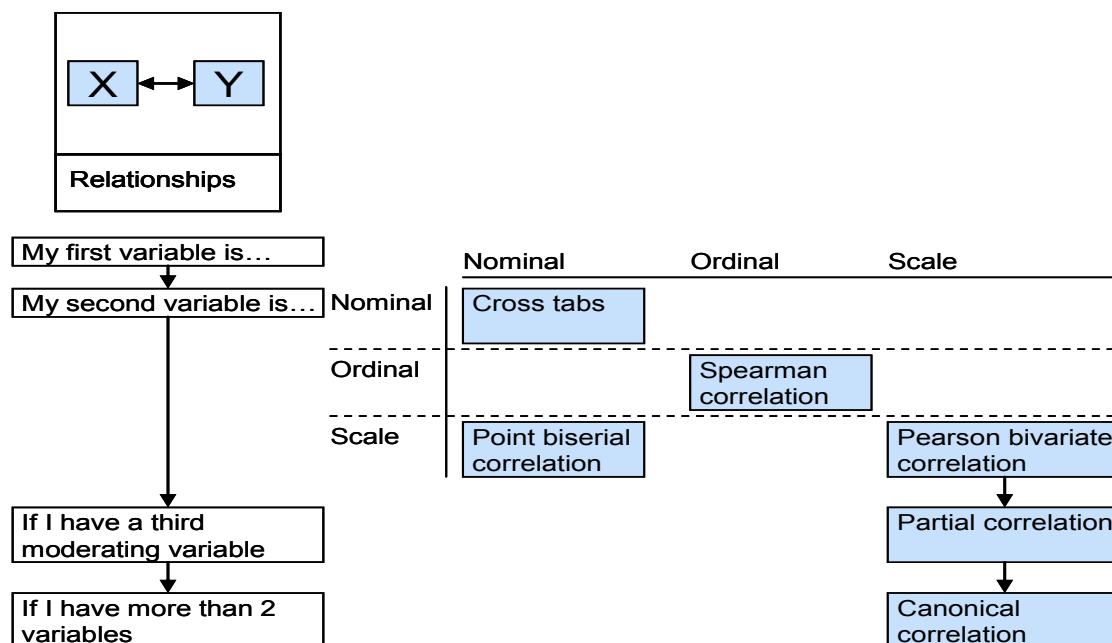 X Y
Relationships
My first variable is…
Nominal Ordinal Scale
My second variable is…
Nominal
Cross tabs
Ordinal
Spearman
correlation
Scale
Point biserial
correlation
Pearson bivariate
correlation
If I have a third
moderating variable
Partial correlation
If I have more than 2
variables
Canonical
correlation